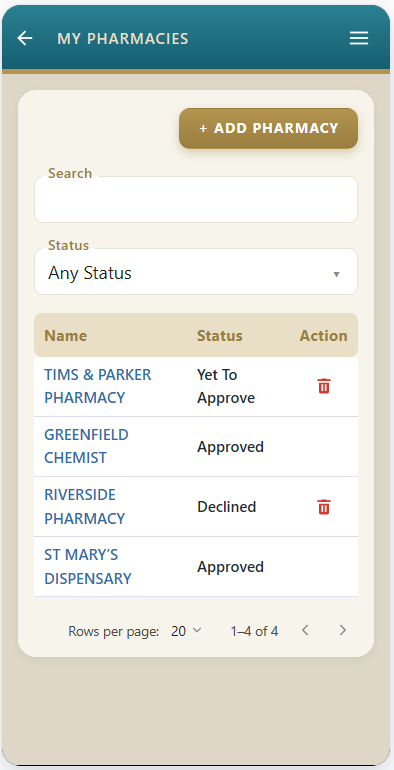 MY PHARMACIES
+ ADD PHARMACY
Search
Status
Any Status
Name Status Action
TIMS & PARKER PHARMACY Yet To Approve
GREENFIELD CHEMIST Approved
RIVERSIDE PHARMACY Declined
ST MARY'S DISPENSARY Approved
Rows per page: 20 1–4 of 4